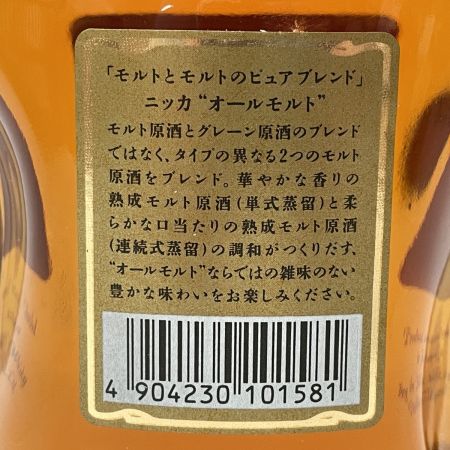 「モルトとモルトのピュアブレンド」
ニッカ“オールモルト”
モルト原酒とグレーン原酒のブレンド
ではなく、タイプの異なる2つのモルト
原酒をブレンド。華やかな香りの
熟成モルト原酒(単式蒸留)と柔
らかな口当たりの熟成モルト原酒
(連続式蒸留)の調和がつくりだす、
“オールモルト”ならではの雑味のない
豊かな味わいをお楽しみください。
4 904230 101581